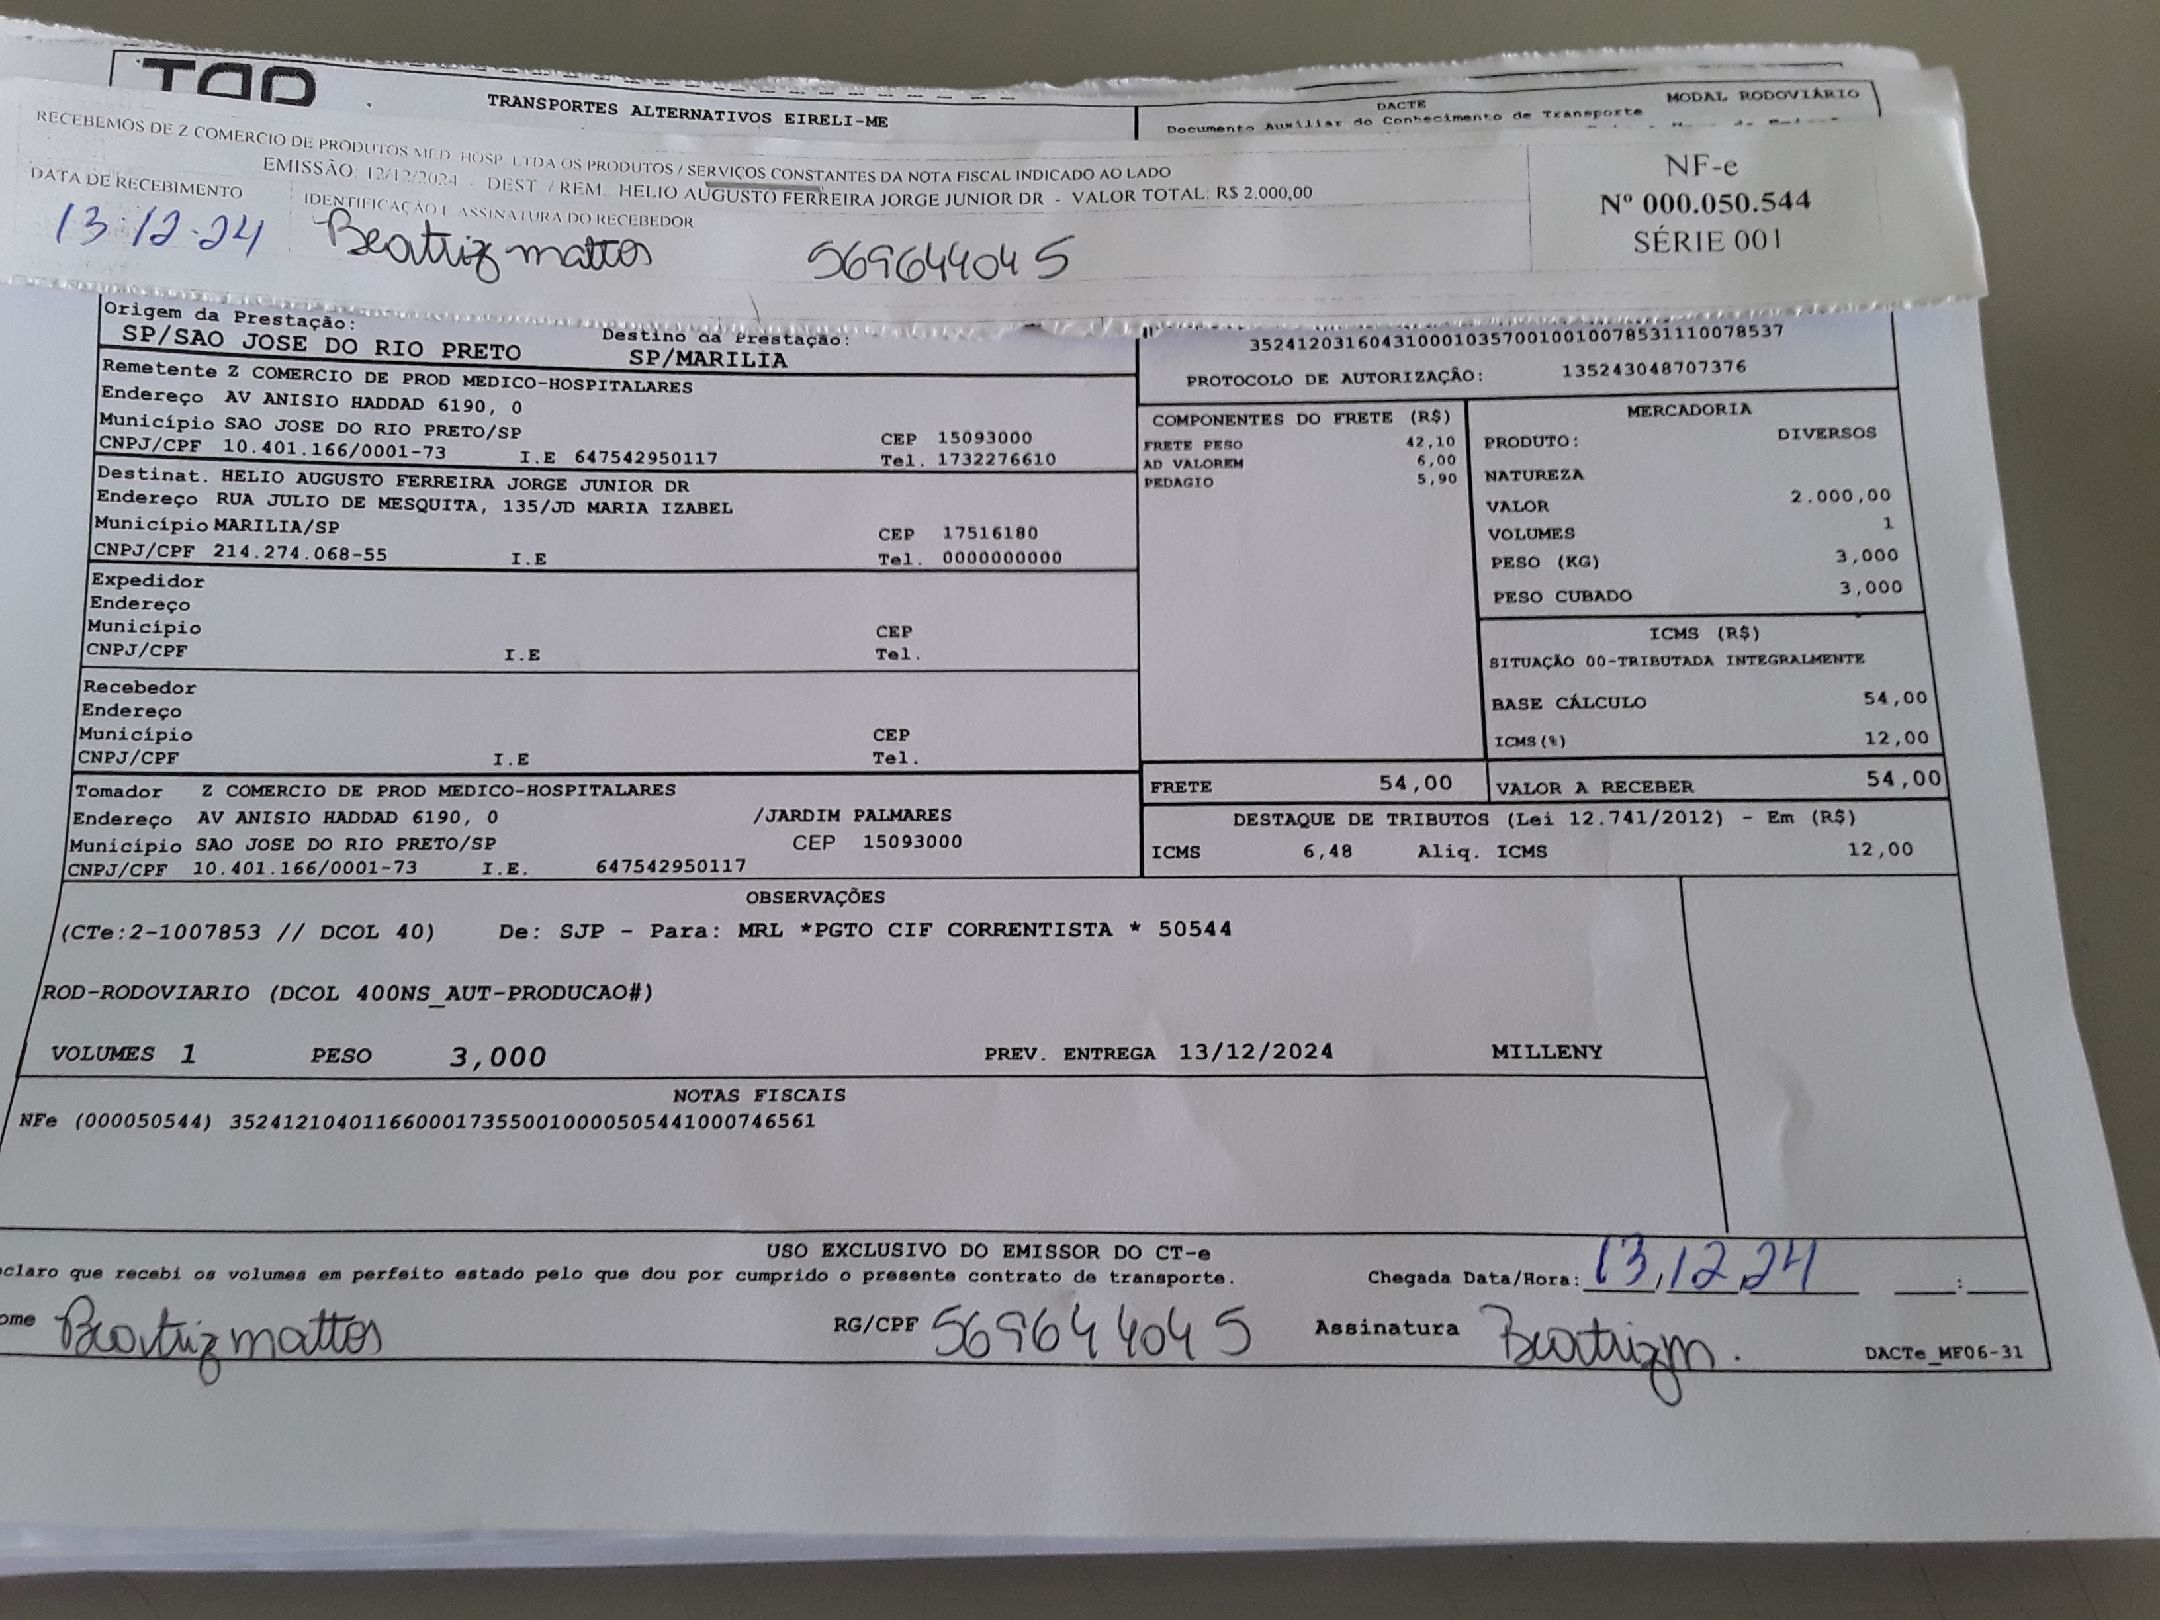 TRANSPORTES ALTERNATIVOS EIRELI-ME
DACTE
MODAL RODOVIÁRIO
Documento Auxiliar do Conhecimento de Transporte
RECEBEMOS DE Z COMERCIO DE PRODUTOS MED. HOSP. LTDA OS PRODUTOS / SERVIÇOS CONSTANTES DA NOTA FISCAL INDICADO AO LADO
EMISSÃO: 12/12/2024 - DEST. / REM.: HELIO AUGUSTO FERREIRA JORGE JUNIOR DR - VALOR TOTAL: R$ 2.000,00
DATA DE RECEBIMENTO
IDENTIFICAÇÃO E ASSINATURA DO RECEBEDOR
13.12.24 Beatriz mattos 569644045
NF-e
Nº 000.050.544
SÉRIE 001
Origem da Prestação:
SP/SAO JOSE DO RIO PRETO
Destino da Prestação:
SP/MARILIA
Remetente Z COMERCIO DE PROD MEDICO-HOSPITALARES
Endereço AV ANISIO HADDAD 6190, 0
Município SAO JOSE DO RIO PRETO/SP CEP 15093000
CNPJ/CPF 10.401.166/0001-73 I.E 647542950117 Tel. 1732276610
Destinat. HELIO AUGUSTO FERREIRA JORGE JUNIOR DR
Endereço RUA JULIO DE MESQUITA, 135/JD MARIA IZABEL
Município MARILIA/SP CEP 17516180
CNPJ/CPF 214.274.068-55 I.E Tel. 0000000000
Expedidor
Endereço
Município CEP
CNPJ/CPF I.E Tel.
Recebedor
Endereço
Município CEP
CNPJ/CPF I.E Tel.
Tomador Z COMERCIO DE PROD MEDICO-HOSPITALARES
Endereço AV ANISIO HADDAD 6190, 0 /JARDIM PALMARES
Município SAO JOSE DO RIO PRETO/SP CEP 15093000
CNPJ/CPF 10.401.166/0001-73 I.E. 647542950117
35241203160431000103570010010078531110078537
PROTOCOLO DE AUTORIZAÇÃO: 135243048707376
COMPONENTES DO FRETE (R$)
FRETE PESO 42,10
AD VALOREM 6,00
PEDAGIO 5,90
MERCADORIA
PRODUTO: DIVERSOS
NATUREZA
VALOR 2.000,00
VOLUMES 1
PESO (KG) 3,000
PESO CUBADO 3,000
ICMS (R$)
SITUAÇÃO 00-TRIBUTADA INTEGRALMENTE
BASE CÁLCULO 54,00
ICMS(%) 12,00
FRETE 54,00
VALOR A RECEBER 54,00
DESTAQUE DE TRIBUTOS (Lei 12.741/2012) - Em (R$)
ICMS 6,48 Aliq. ICMS 12,00
OBSERVAÇÕES
(CTe:2-1007853 // DCOL 40) De: SJP - Para: MRL *PGTO CIF CORRENTISTA * 50544
ROD-RODOVIARIO (DCOL 400NS_AUT-PRODUCAO#)
VOLUMES 1 PESO 3,000 PREV. ENTREGA 13/12/2024 MILLENY
NOTAS FISCAIS
NFe (000050544) 35241210401166000173550010000505441000746561
USO EXCLUSIVO DO EMISSOR DO CT-e
claro que recebi os volumes em perfeito estado pelo que dou por cumprido o presente contrato de transporte.
Chegada Data/Hora: 13,12,24 :
ome Beatriz mattos RG/CPF 569644045 Assinatura Beatriz m.
DACTe_MF06-31